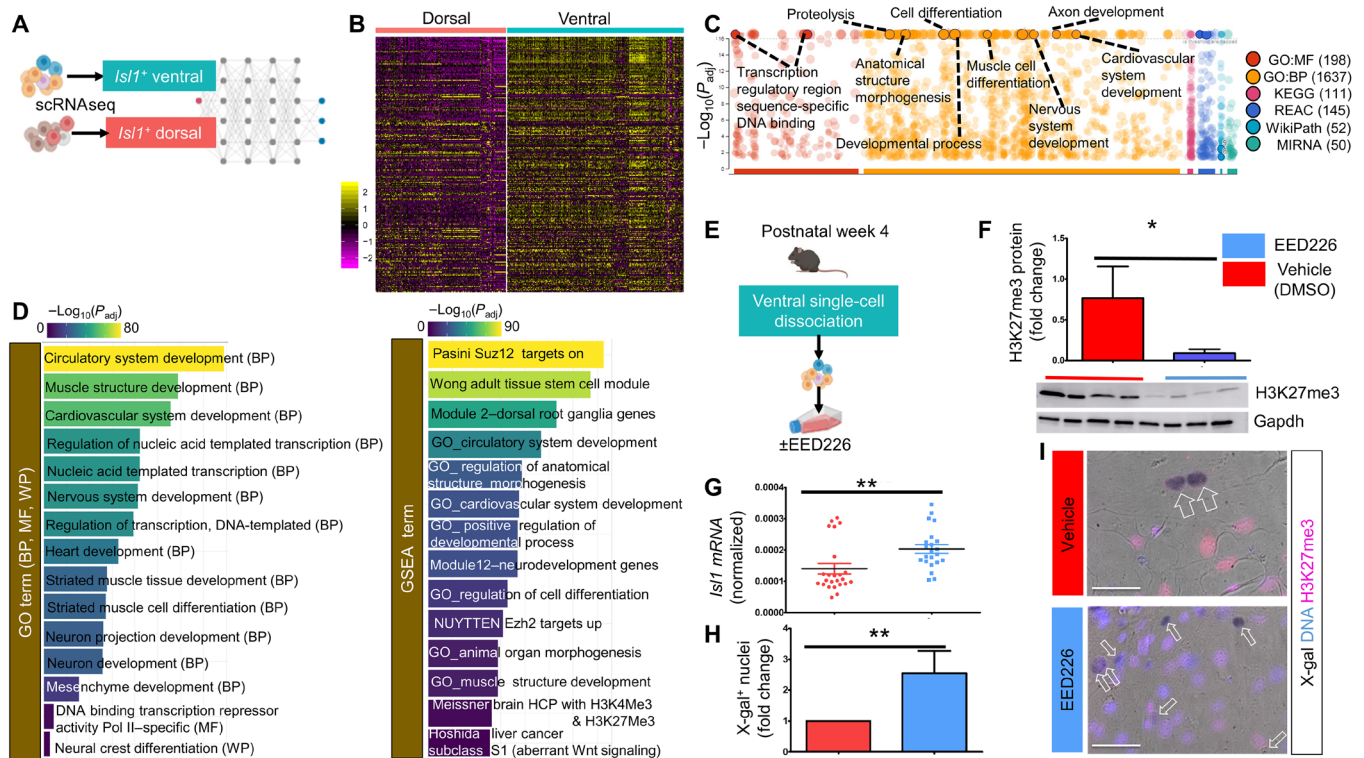 A
Isl1+ ventral
scRNAseq
Isl1+ dorsal
B
Dorsal
Ventral
2
1
0
−1
−2
C
Proteolysis
Cell differentiation
Axon development
−Log10(Padj)
16
14
12
10
8
6
4
2
0
Transcription
regulatory region
sequence-specific
DNA binding
Anatomical
structure
morphogenesis
Developmental process
Muscle cell
differentiation
Nervous
system
development
Cardiovascular
system
development
GO:MF (198)
GO:BP (1637)
KEGG (111)
REAC (145)
WikiPath (52)
MIRNA (50)
D
−Log10(Padj)
0
80
GO term (BP, MF, WP)
Circulatory system development (BP)
Muscle structure development (BP)
Cardiovascular system development (BP)
Regulation of nucleic acid templated transcription (BP)
Nucleic acid templated transcription (BP)
Nervous system development (BP)
Regulation of transcription, DNA-templated (BP)
Heart development (BP)
Striated muscle tissue development (BP)
Striated muscle cell differentiation (BP)
Neuron projection development (BP)
Neuron development (BP)
Mesenchyme development (BP)
DNA binding transcription repressor
activity Pol II–specific (MF)
Neural crest differentiation (WP)
−Log10(Padj)
0
90
GSEA term
Pasini Suz12 targets on
Wong adult tissue stem cell module
Module 2–dorsal root ganglia genes
GO_circulatory system development
GO_regulation of anatomical
structure morphogenesis
GO_cardiovascular system development
GO_positive regulation of
developmental process
Module12–neurodevelopment genes
GO_regulation of cell differentiation
NUYTTEN Ezh2 targets up
GO_animal organ morphogenesis
GO_muscle structure development
Meissner brain HCP with H3K4Me3
& H3K27Me3
Hoshida liver cancer
subclass S1 (aberrant Wnt signaling)
E
Postnatal week 4
Ventral single-cell
dissociation
±EED226
F
H3K27me3 protein
(fold change)
1.5
1.0
0.5
0.0
*
EED226
Vehicle
(DMSO)
H3K27me3
Gapdh
G
Isl1 mRNA
(normalized)
0.0004
0.0003
0.0002
0.0001
0.0000
**
H
X-gal+ nuclei
(fold change)
4
3
2
1
0
**
I
Vehicle
EED226
X-gal DNA H3K27me3